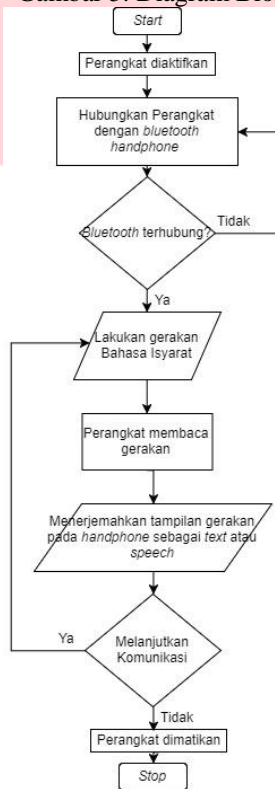 Start
Perangkat diaktifkan
Hubungkan Perangkat
dengan bluetooth
handphone
Bluetooth terhubung?
Tidak
Ya
Lakukan gerakan
Bahasa Isyarat
Perangkat membaca
gerakan
Menerjemahkan tampilan gerakan
pada handphone sebagai text atau
speech
Ya
Melanjutkan
Komunikasi
Tidak
Perangkat dimatikan
Stop